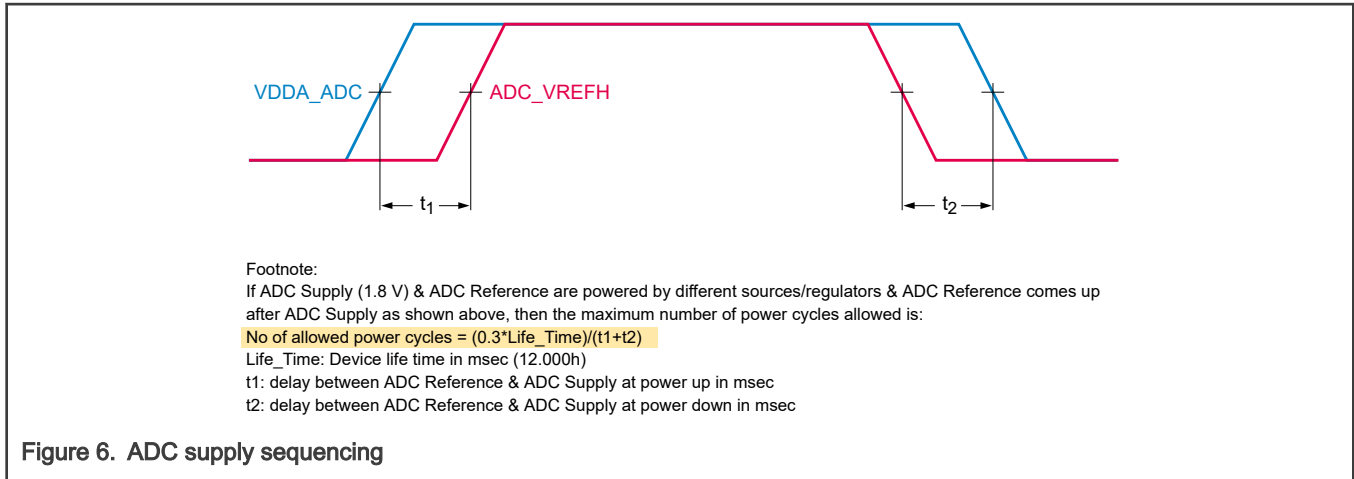 VDDA_ADC
ADC_VREFH
t1
t2
Footnote:
If ADC Supply (1.8 V) & ADC Reference are powered by different sources/regulators & ADC Reference comes up
after ADC Supply as shown above, then the maximum number of power cycles allowed is:
No of allowed power cycles = (0.3*Life_Time)/(t1+t2)
Life_Time: Device life time in msec (12.000h)
t1: delay between ADC Reference & ADC Supply at power up in msec
t2: delay between ADC Reference & ADC Supply at power down in msec
Figure 6. ADC supply sequencing